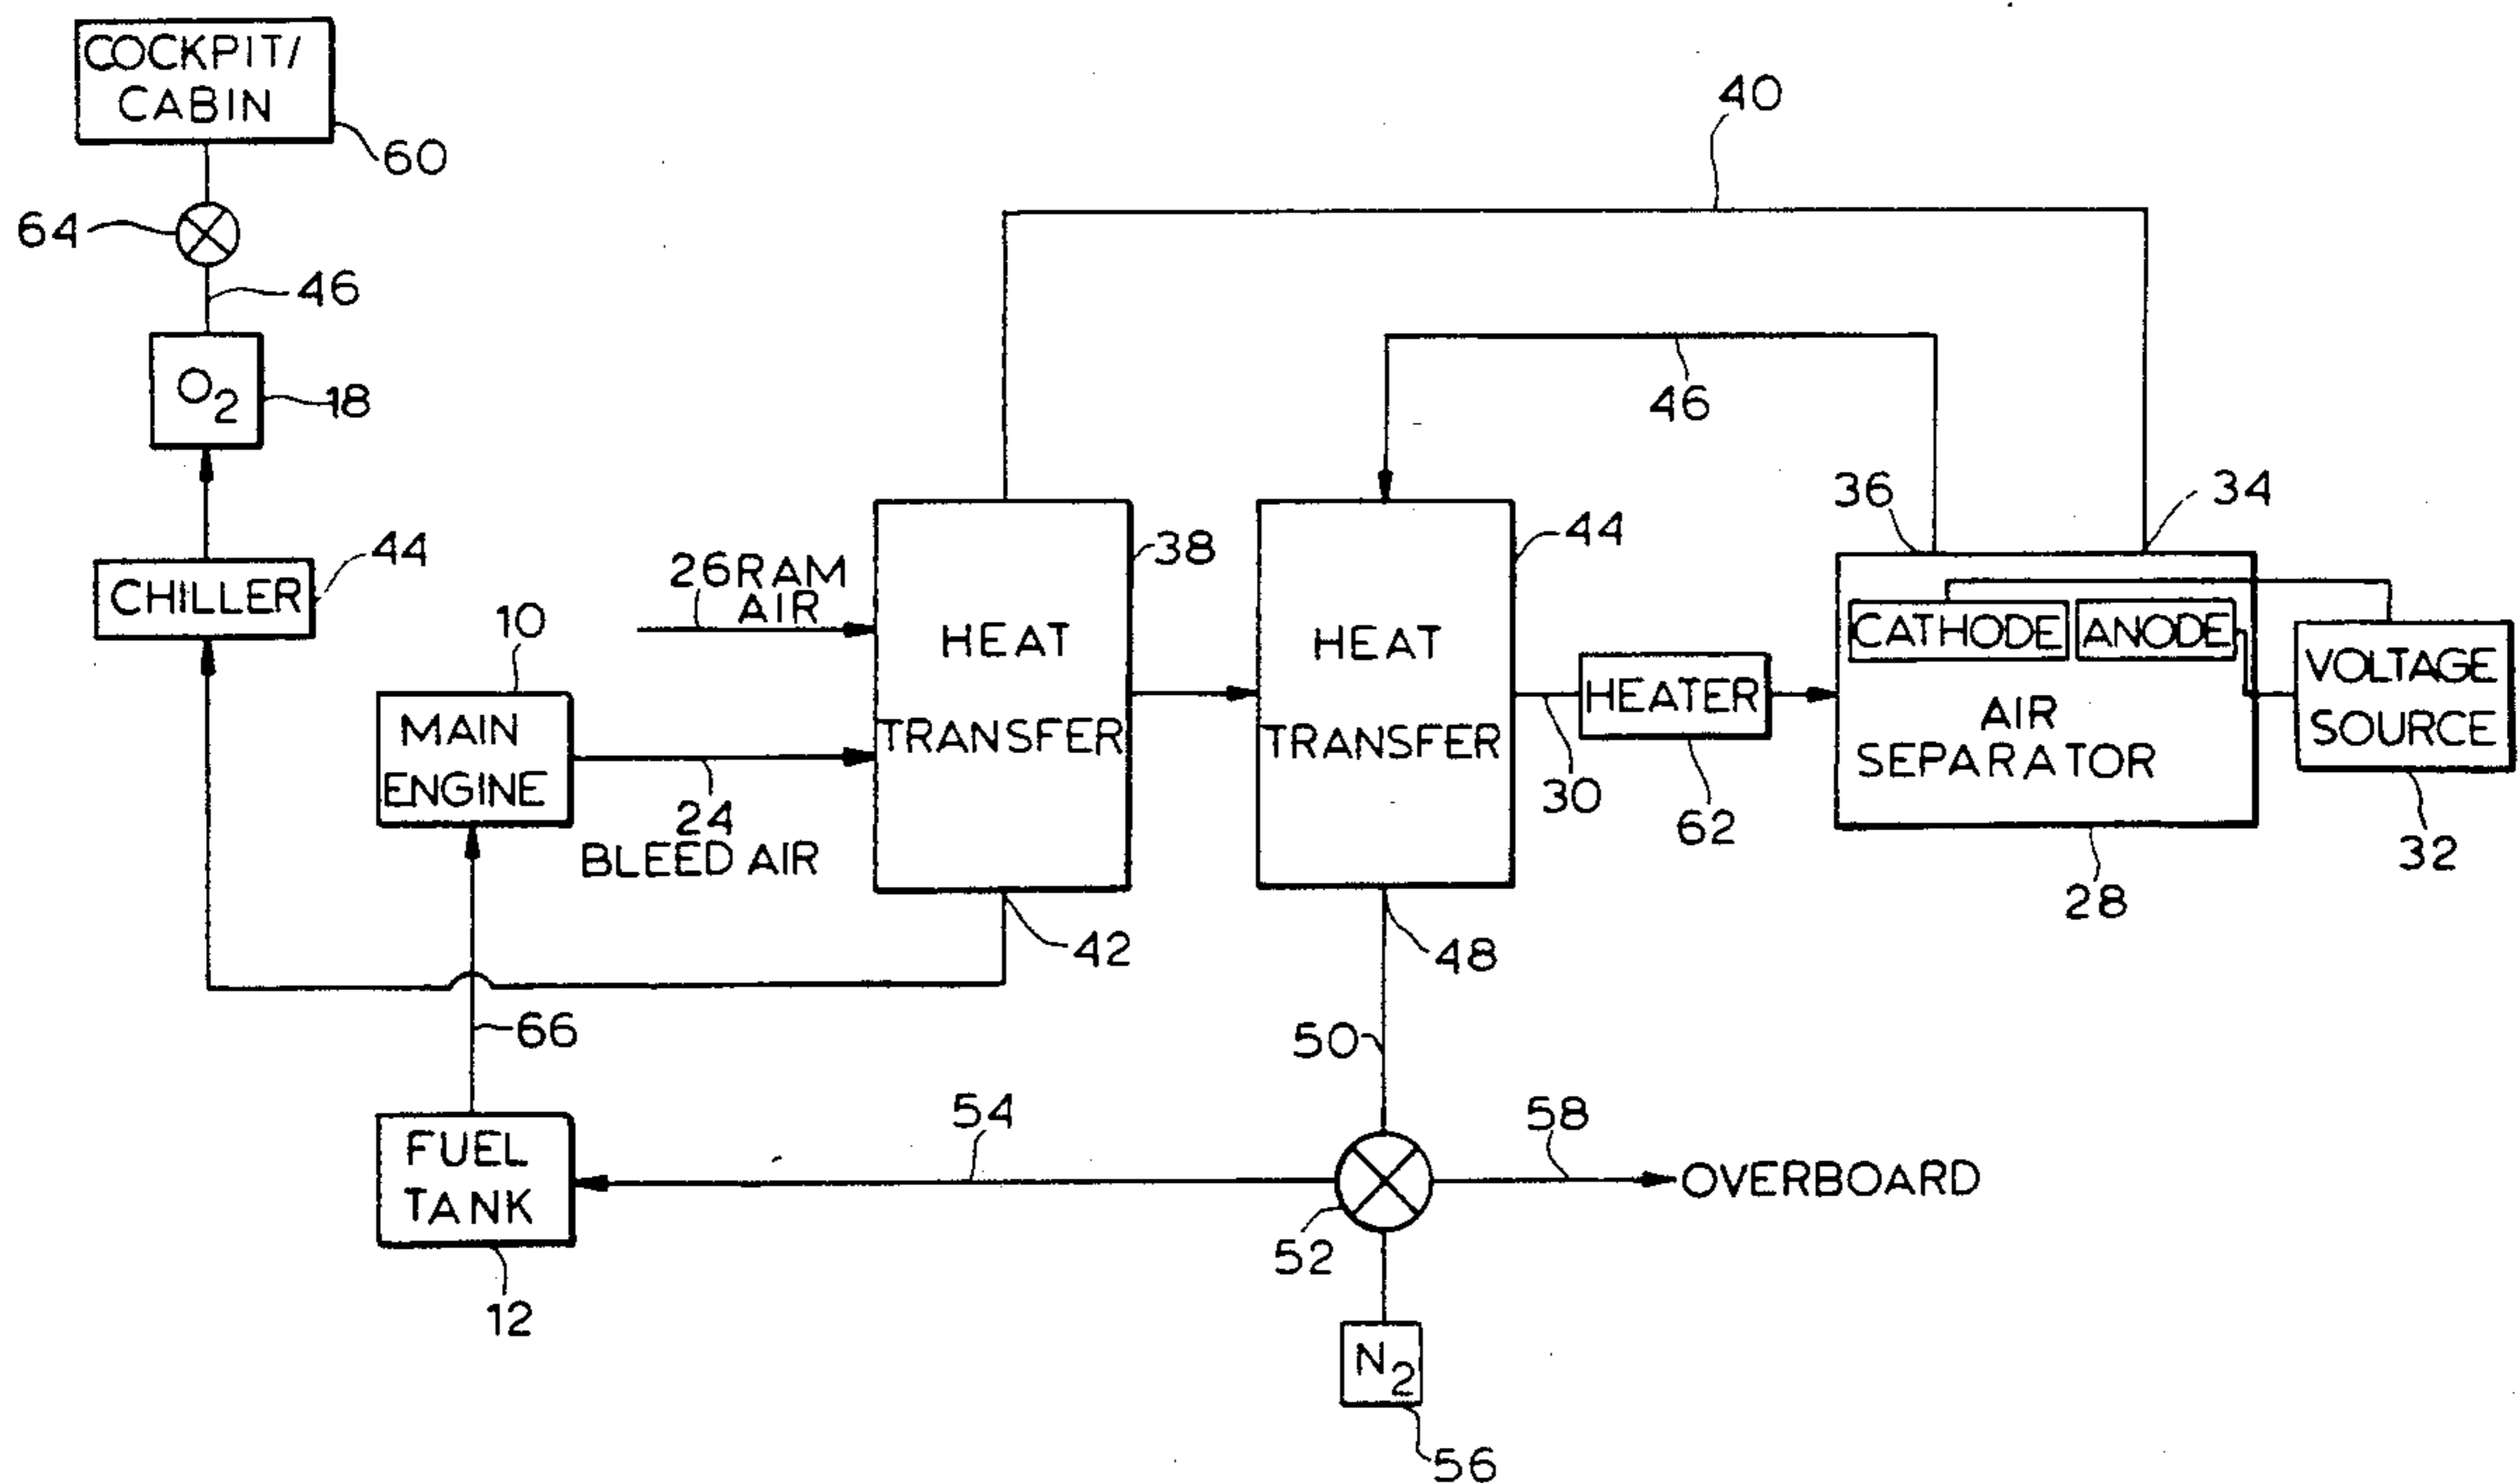 COCKPIT/
CABIN
60
64
46
O2
18
CHILLER
44
40
46
36
34
26 RAM
AIR
38
44
HEAT
TRANSFER
HEAT
TRANSFER
10
MAIN
ENGINE
24
BLEED AIR
30
HEATER
62
CATHODE
ANODE
AIR
SEPARATOR
28
VOLTAGE
SOURCE
32
42
48
66
50
54
58
OVERBOARD
FUEL
TANK
12
52
N2
56